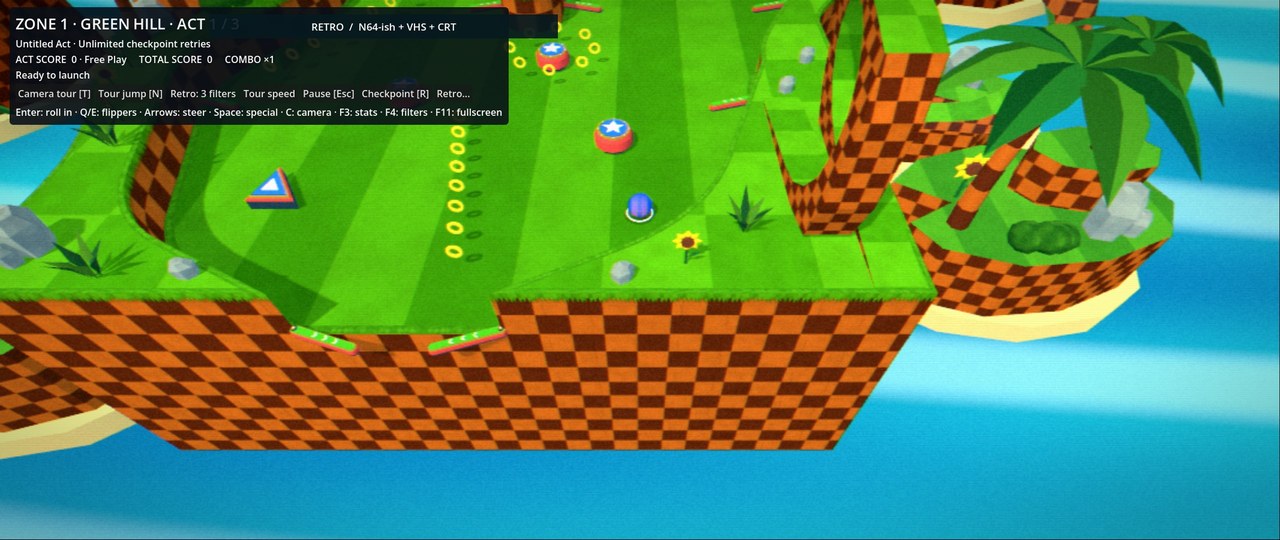 ZONE 1 · GREEN HILL · ACT 1 / 3
RETRO / N64-ish + VHS + CRT
Untitled Act · Unlimited checkpoint retries
ACT SCORE 0 · Free Play TOTAL SCORE 0 COMBO ×1
Ready to launch
Camera tour [T] Tour jump [N] Retro: 3 filters Tour speed Pause [Esc] Checkpoint [R] Retro...
Enter: roll in · Q/E: flippers · Arrows: steer · Space: special · C: camera · F3: stats · F4: filters · F11: fullscreen